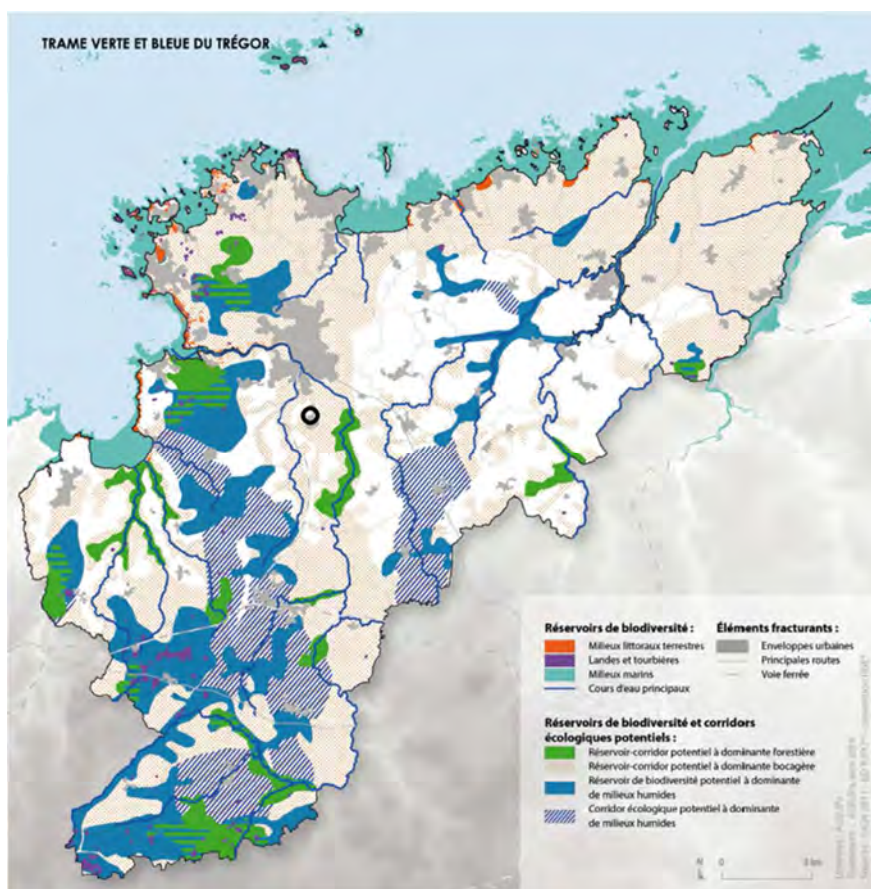 TRAME VERTE ET BLEUE DU TRÉGOR
Réservoirs de biodiversité :
Milieux littoraux terrestres
Landes et tourbières
Milieux marins
Cours d'eau principaux
Éléments fracturants :
Enveloppes urbaines
Principales routes
Voie ferrée
Réservoirs de biodiversité et corridors
écologiques potentiels :
Réservoir-corridor potentiel à dominante forestière
Réservoir-corridor potentiel à dominante bocagère
Réservoir de biodiversité potentiel à dominante
de milieux humides
Corridor écologique potentiel à dominante
de milieux humides
N
0